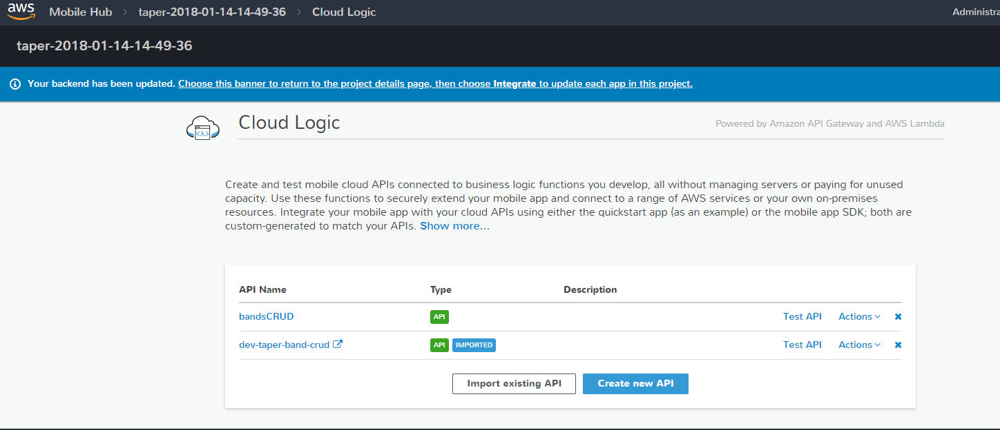 aws Mobile Hub > taper-2018-01-14-14-49-36 > Cloud Logic Administra
taper-2018-01-14-14-49-36
Your backend has been updated. Choose this banner to return to the project details page, then choose Integrate to update each app in this project.
Cloud Logic Powered by Amazon API Gateway and AWS Lambda
Create and test mobile cloud APIs connected to business logic functions you develop, all without managing servers or paying for unused
capacity. Use these functions to securely extend your mobile app and connect to a range of AWS services or your own on-premises
resources. Integrate your mobile app with your cloud APIs using either the quickstart app (as an example) or the mobile app SDK; both are
custom-generated to match your APIs. Show more...
API Name Type Description
bandsCRUD API Test API Actions
dev-taper-band-crud API IMPORTED Test API Actions
Import existing API Create new API